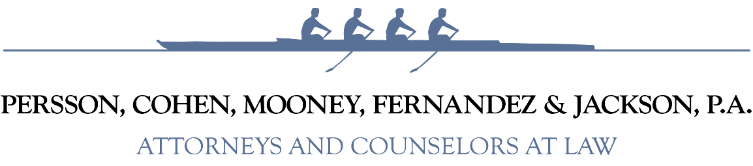 PERSSON, COHEN, MOONEY, FERNANDEZ & JACKSON, P.A.
ATTORNEYS AND COUNSELORS AT LAW